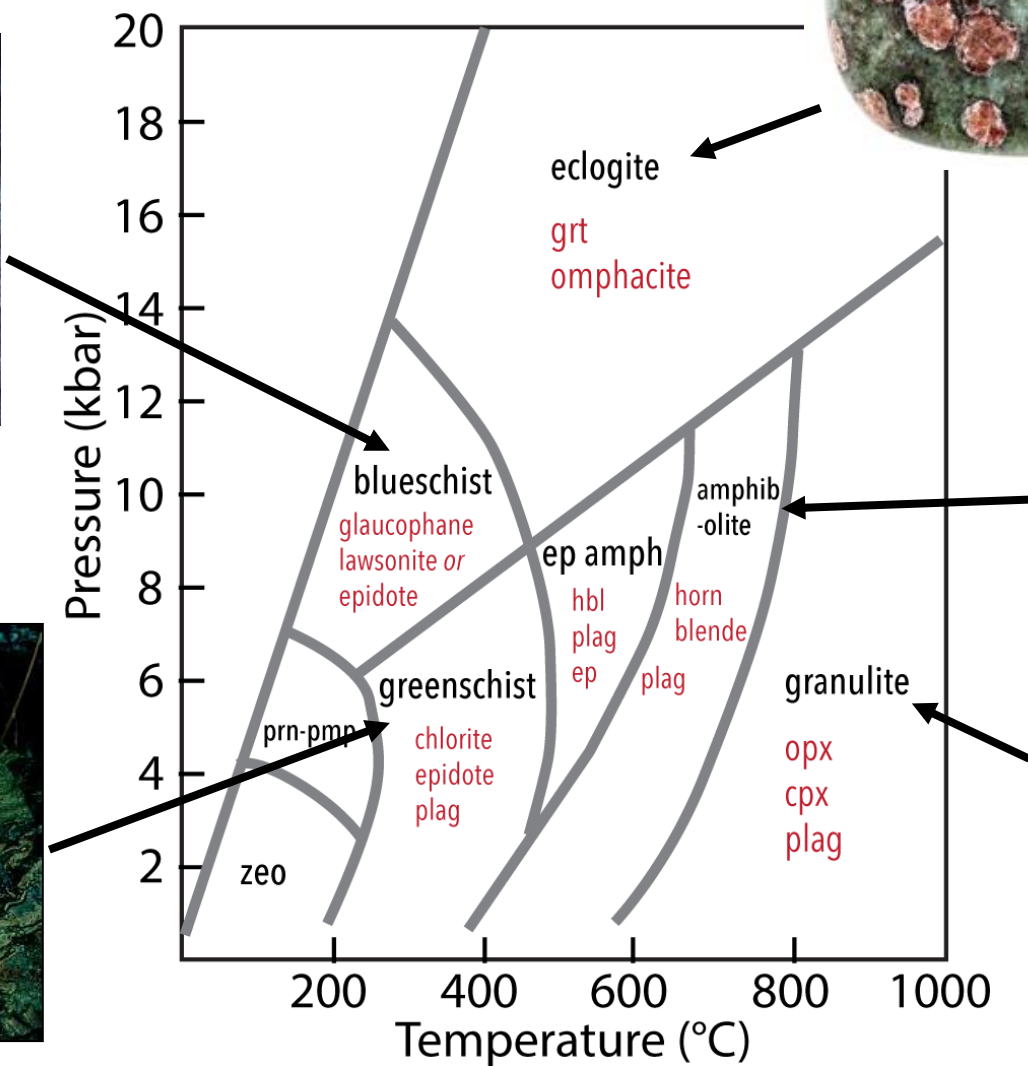 20
18
16
14
12
10
8
6
4
2
Pressure (kbar)
eclogite
grt
omphacite
blueschist
glaucophane
lawsonite or
epidote
amphib
-olite
ep amph
hbl
plag
ep
horn
blende
plag
greenschist
chlorite
epidote
plag
prn-pmp
zeo
granulite
opx
cpx
plag
200
400
600
800
1000
Temperature (°C)